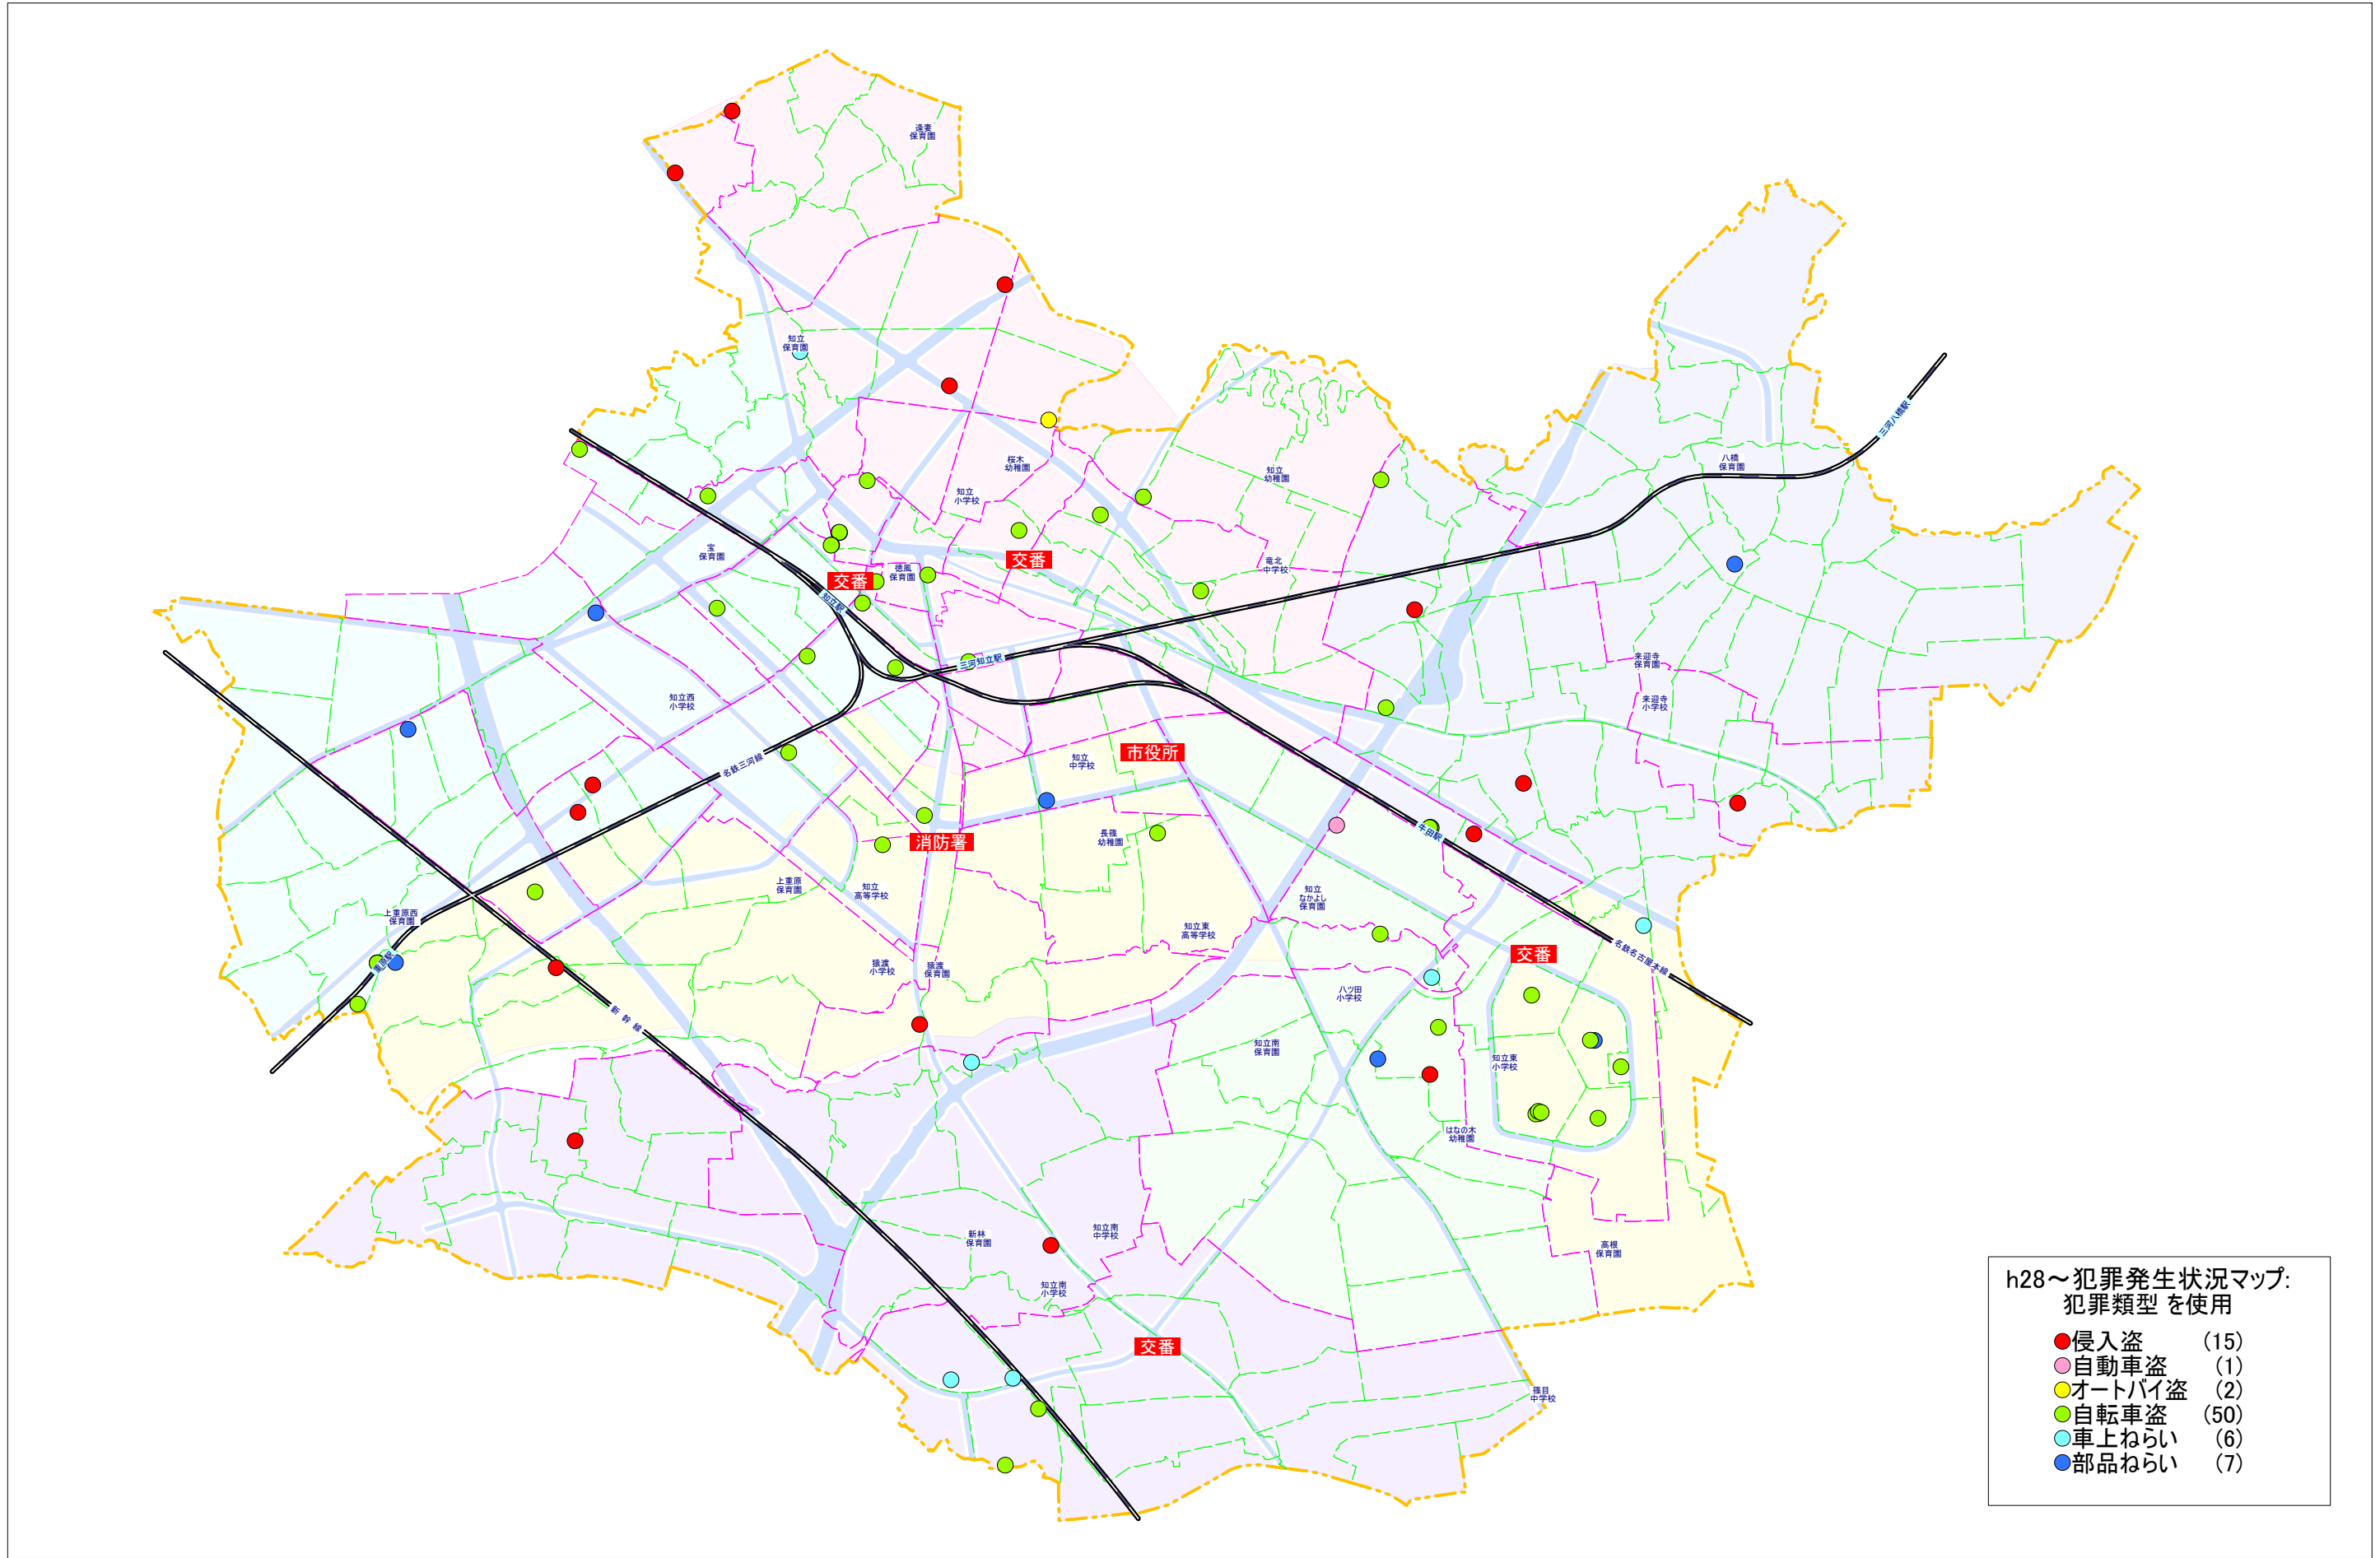 逢妻
保育園
知立
保育園
桜木
幼稚園
知立
小学校
知立
幼稚園
八橋
保育園
三河八橋駅
宝
保育園
交番
徳風
保育園
交番
竜北
中学校
知立駅
三河知立駅
来迎寺
保育園
来迎寺
小学校
知立西
小学校
名鉄三河線
知立
中学校
市役所
消防署
長篠
幼稚園
牛田駅
上重原
保育園
知立
高等学校
知立
なかよし
保育園
上重原西
保育園
重原駅
知立東
高等学校
猿渡
小学校
猿渡
保育園
交番
名鉄名古屋本線
八ツ田
小学校
新 幹 線
知立南
保育園
知立東
小学校
はなの木
幼稚園
新林
保育園
知立南
中学校
高根
保育園
知立南
小学校
交番
篠目
中学校
h28～犯罪発生状況マップ:
犯罪類型 を使用
侵入盗 (15)
自動車盗 (1)
オートバイ盗 (2)
自転車盗 (50)
車上ねらい (6)
部品ねらい (7)